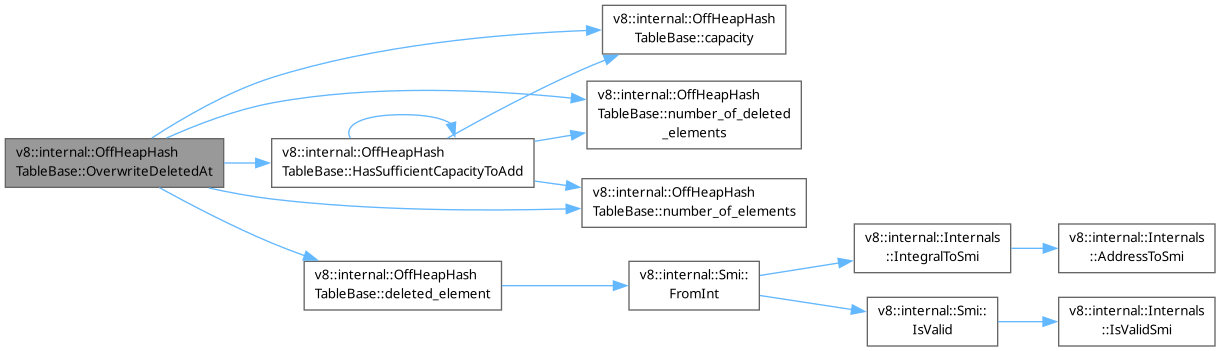 v8::internal::OffHeapHash
TableBase::OverwriteDeletedAt
v8::internal::OffHeapHash
TableBase::capacity
v8::internal::OffHeapHash
TableBase::number_of_deleted
_elements
v8::internal::OffHeapHash
TableBase::HasSufficientCapacityToAdd
v8::internal::OffHeapHash
TableBase::number_of_elements
v8::internal::OffHeapHash
TableBase::deleted_element
v8::internal::Smi::
FromInt
v8::internal::Internals
::IntegralToSmi
v8::internal::Internals
::AddressToSmi
v8::internal::Smi::
IsValid
v8::internal::Internals
::IsValidSmi